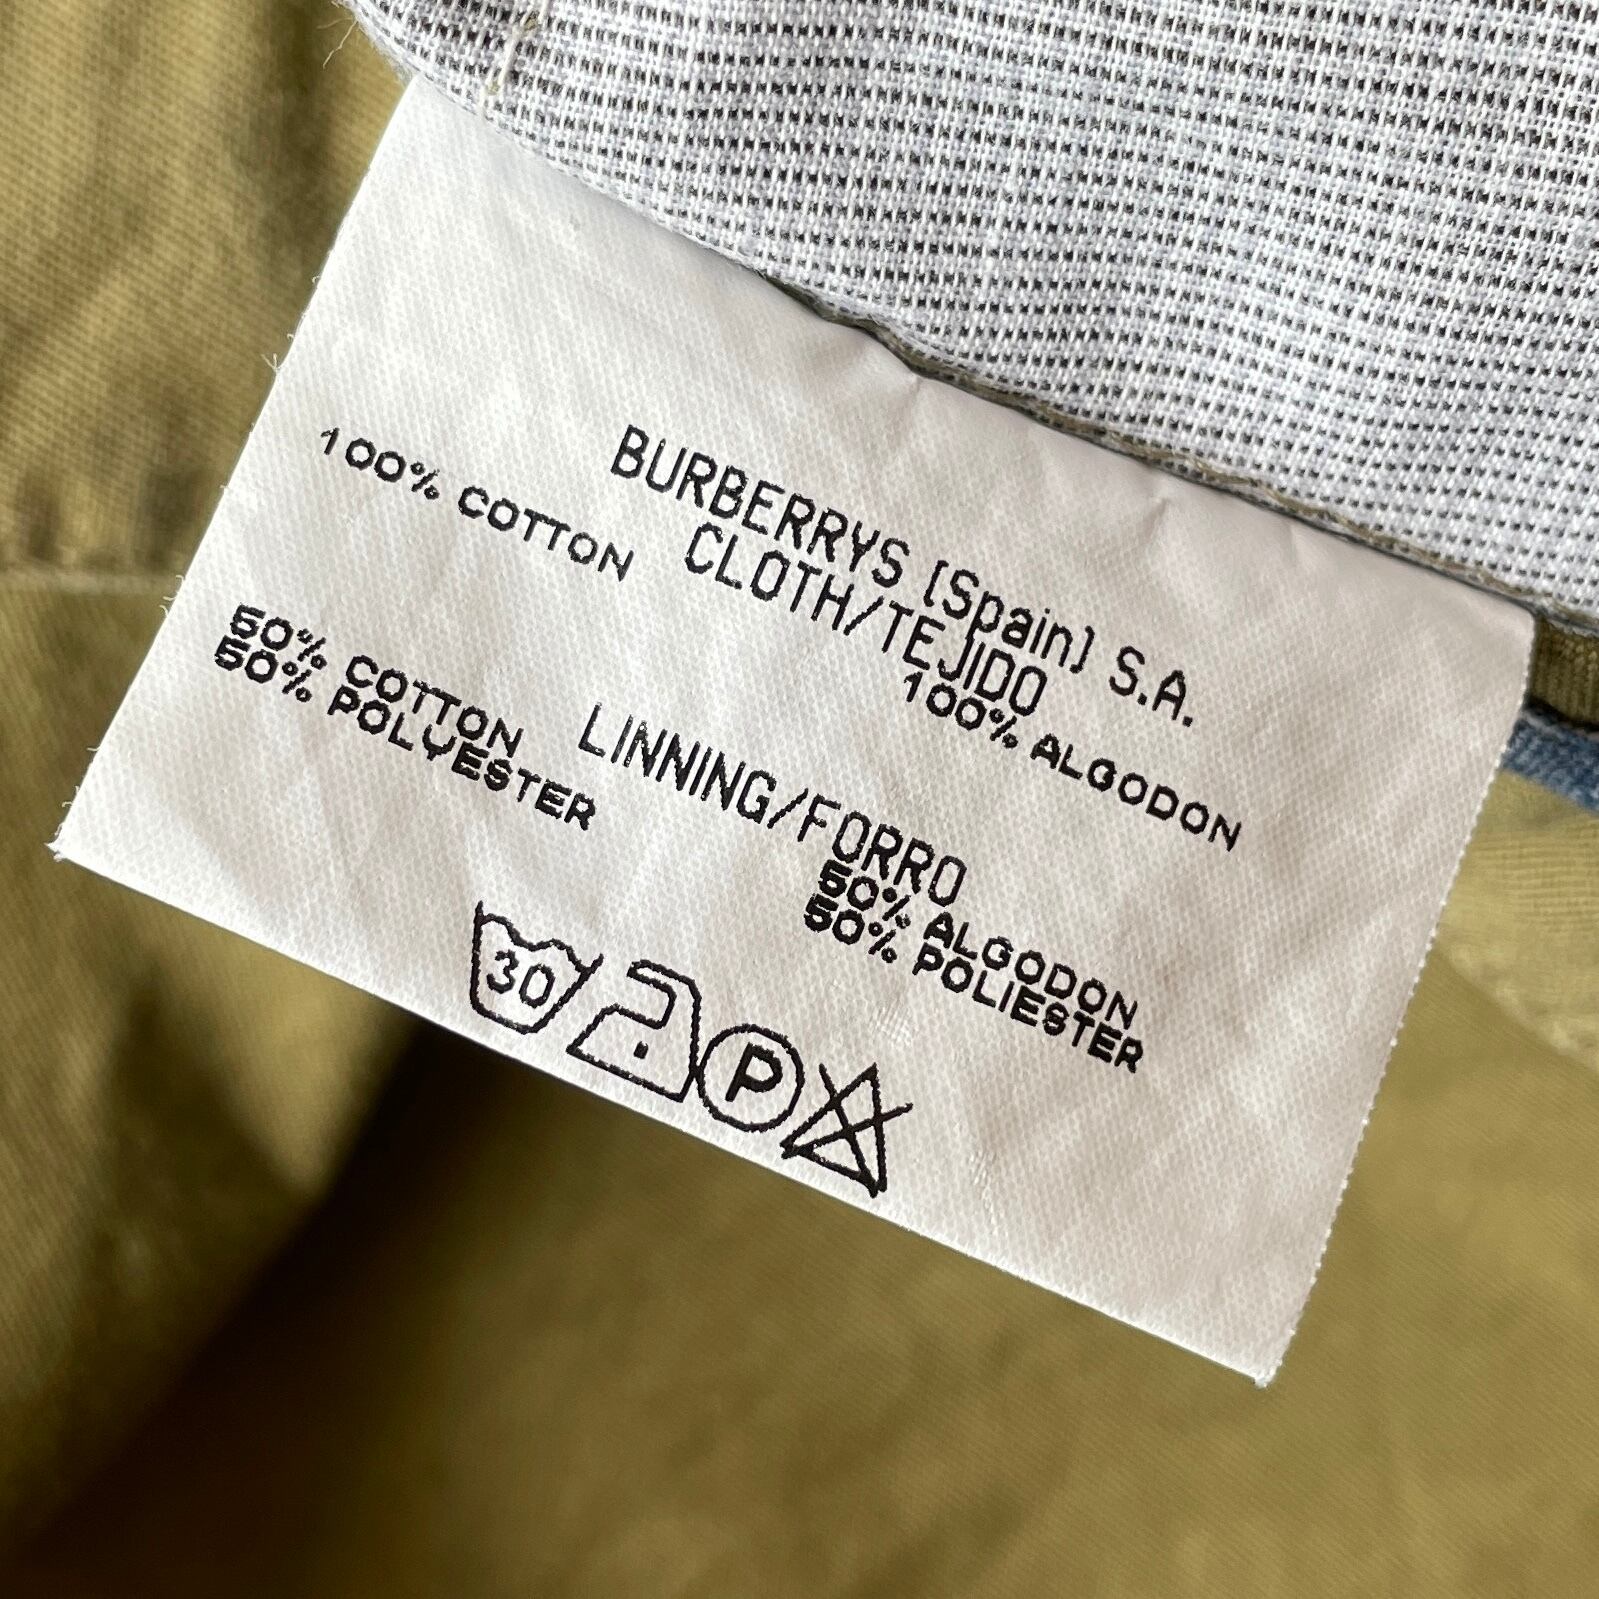 BURBERRYS (Spain) S.A.
CLOTH/TEJIDO
100% COTTON 100% ALGODON
LINNING/FORRO
50% COTTON 50% ALGODON
50% POLYESTER 50% POLIESTER
30 P